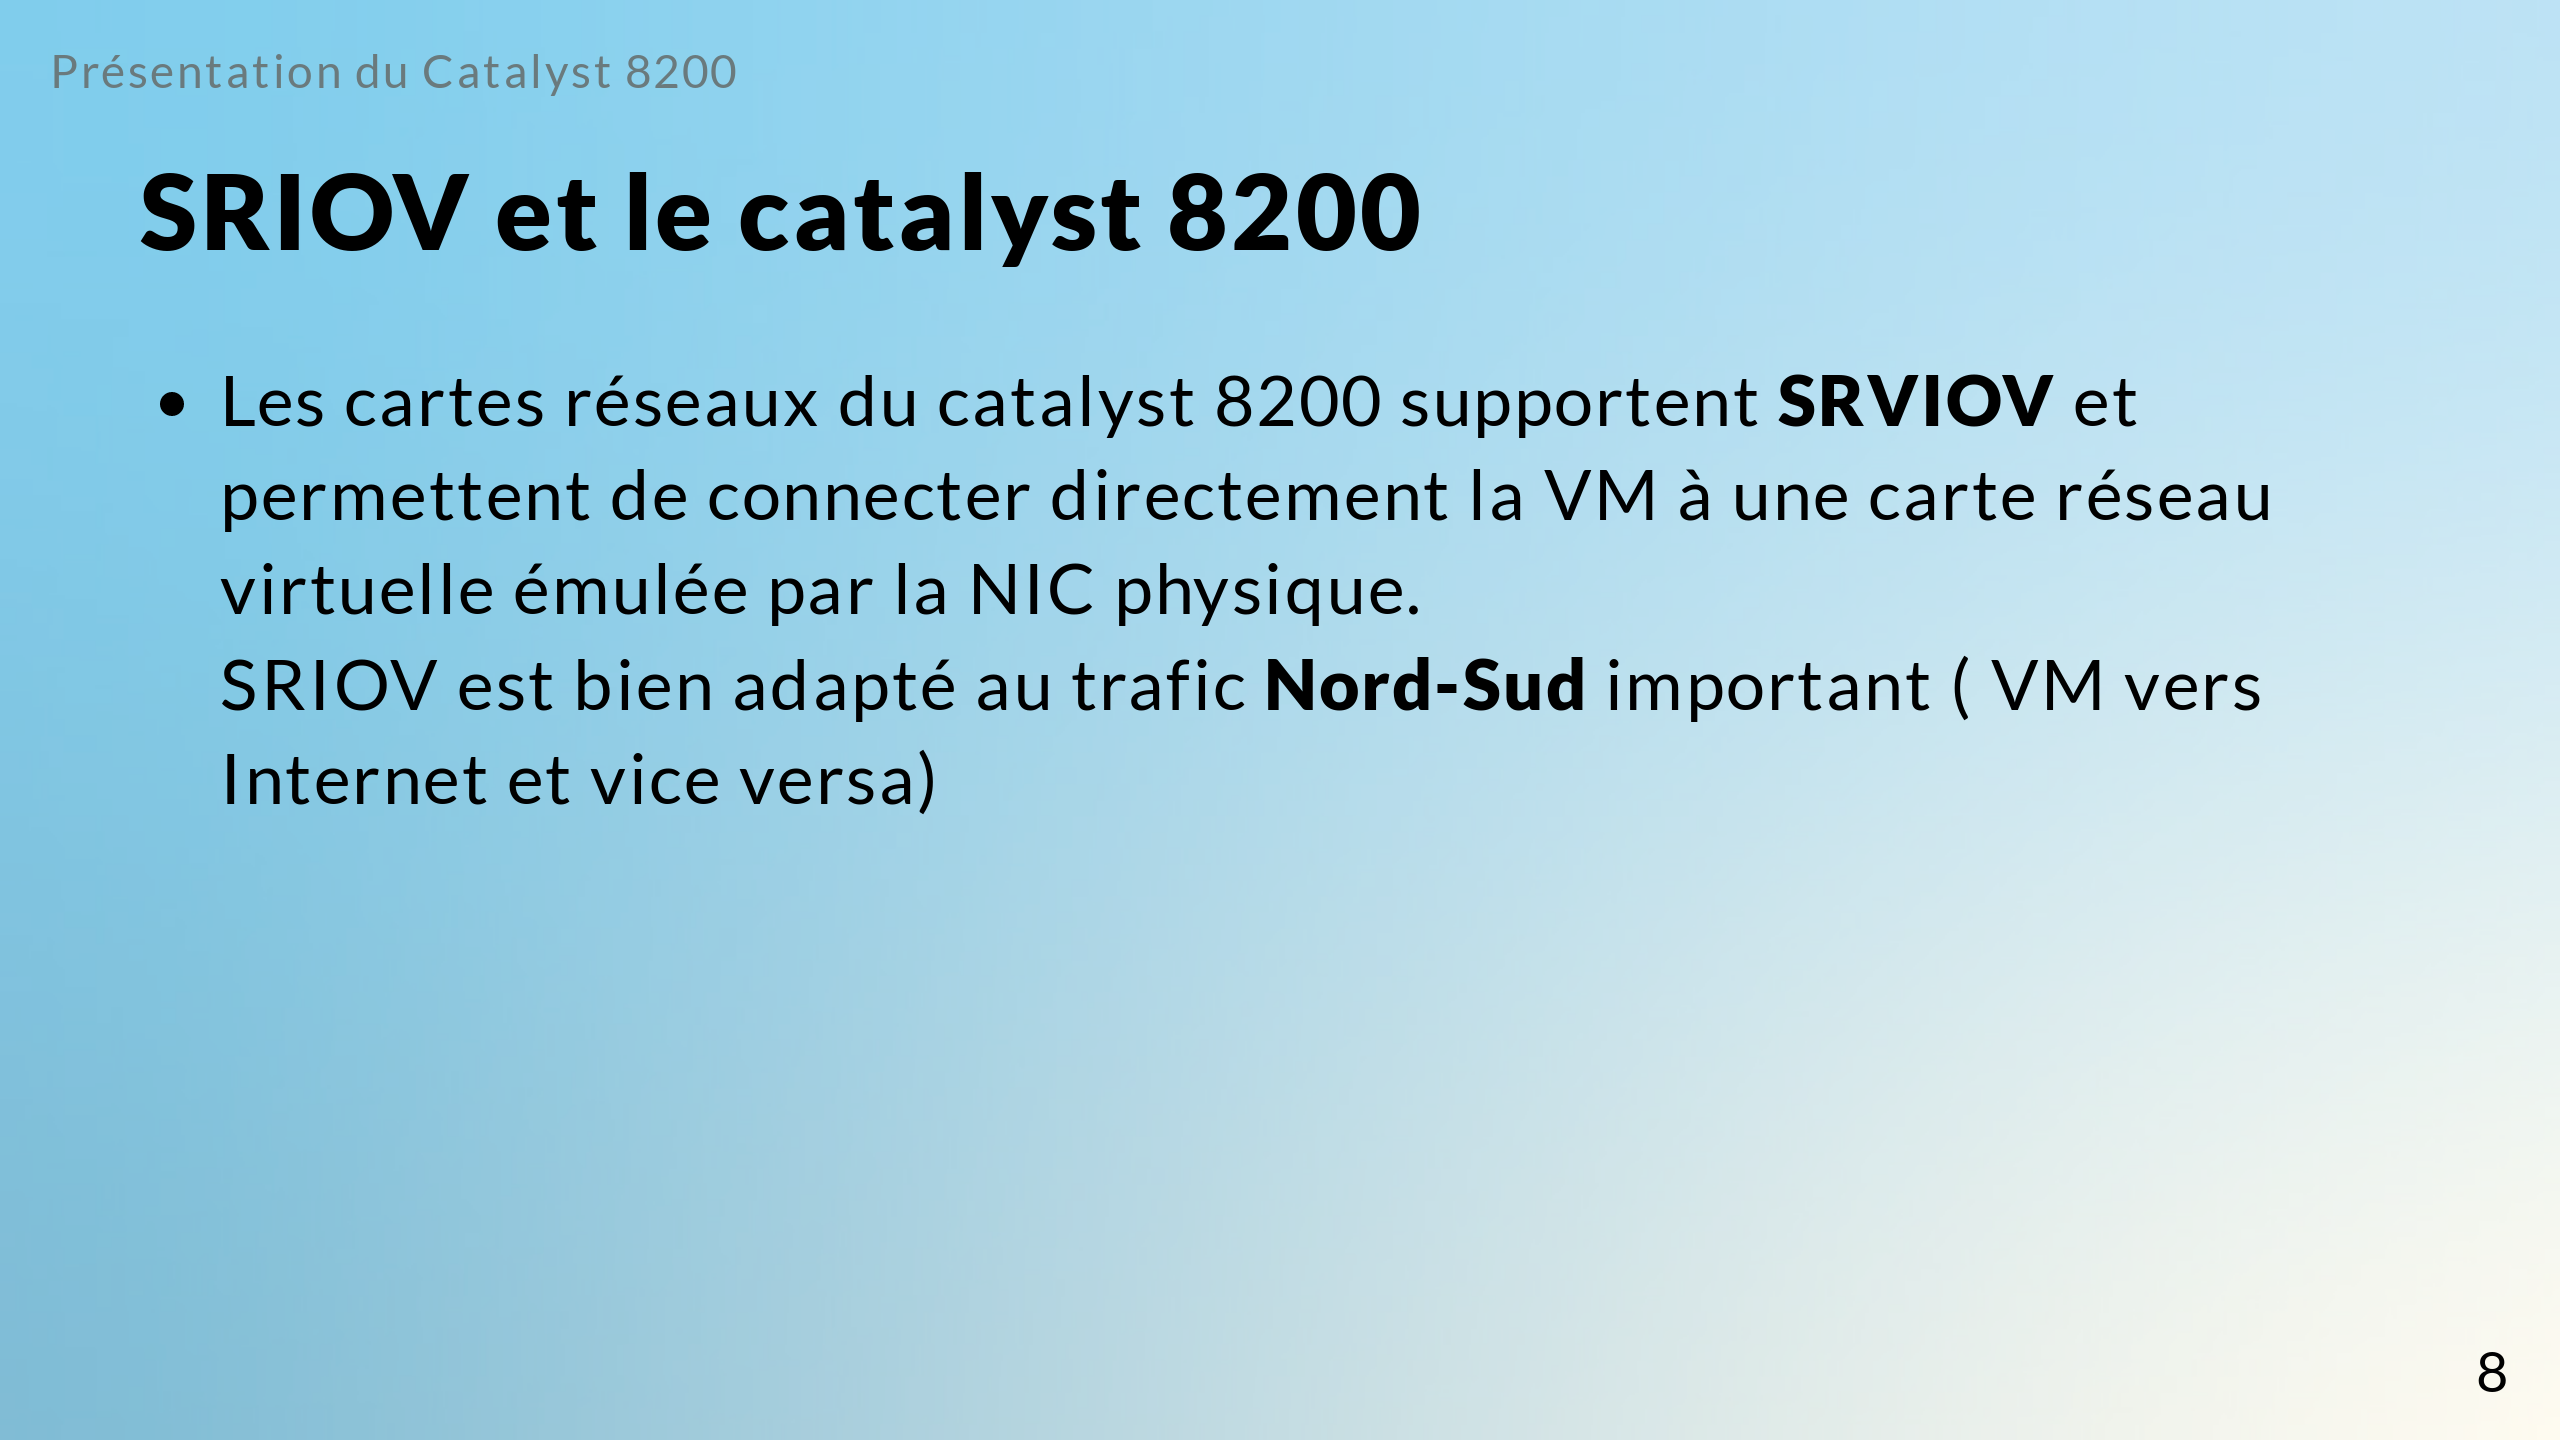 Présentation du Catalyst 8200
SRIOV et le catalyst 8200
• Les cartes réseaux du catalyst 8200 supportent SRVIOV et
permettent de connecter directement la VM à une carte réseau
virtuelle émulée par la NIC physique.
SRIOV est bien adapté au trafic Nord-Sud important ( VM vers
Internet et vice versa)
8